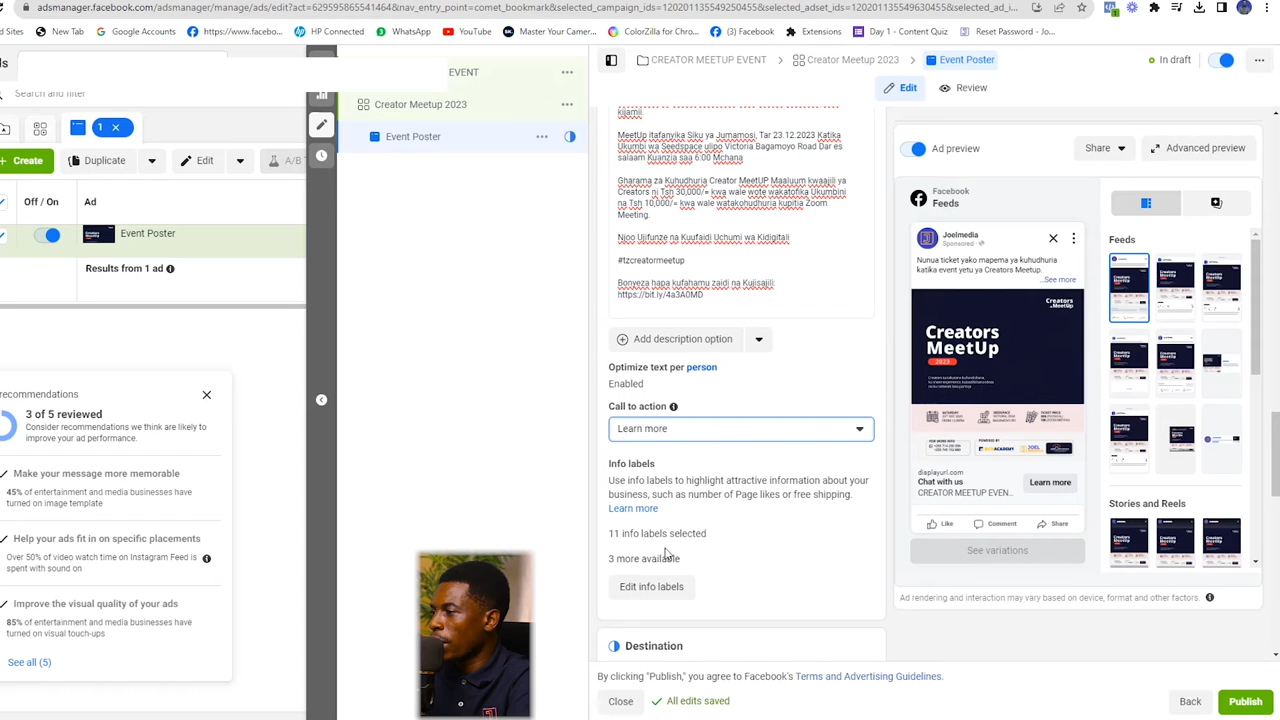 adsmanager.facebook.com/adsmanager/manage/ads/edit?act=629595865541464&nav_entry_point=comet_bookmark&selected_campaign_ids=120201135549250455&selected_adset_ids=120201135549630455&selected_ad_i...
New Tab
Google Accounts
https://www.facebo...
HP Connected
WhatsApp
YouTube
Master Your Camer...
ColorZilla for Chro...
(3) Facebook
Extensions
Day 1 - Content Quiz
Reset Password - Jo...
Search and filter
1
Create
Duplicate
Edit
A/B T
Off / On
Ad
Event Poster
Results from 1 ad
recommendations
3 of 5 reviewed
Consider recommendations we think are likely to
improve your ad performance.
Make your message more memorable
45% of entertainment and media businesses have
turned on image template
Help your ads fit in on specific placements
Over 50% of video watch time on Instagram Feed is
spent with sound on
Improve the visual quality of your ads
85% of entertainment and media businesses have
turned on visual touch-ups
See all (5)
EVENT
Creator Meetup 2023
Event Poster
CREATOR MEETUP EVENT
Creator Meetup 2023
Event Poster
In draft
Edit
Review
kijamii.
MeetUp itafanyika Siku ya Jumamosi, Tar 23.12.2023 Katika
Ukumbi wa Seedspace ulipo Victoria Bagamoyo Road Dar es
salaam Kuanzia saa 6:00 Mchana
Gharama za Kuhudhuria Creator MeetUP Maaluum kwaajili ya
Creators ni Tsh 30,000/= kwa wale wote wakatofika Ukumbini
na Tsh 10,000/= kwa wale watakohudhuria kupitia Zoom
Meeting.
Njoo Ujifunze na Kuufaidi Uchumi wa Kidigitali
#tzcreatormeetup
Bonyeza hapa kufahamu zaidi na Kujisajili:
https://bit.ly/4a3A0MD
Add description option
Optimize text per person
Enabled
Call to action
Learn more
Info labels
Use info labels to highlight attractive information about your
business, such as number of Page likes or free shipping.
Learn more
11 info labels selected
3 more available
Edit info labels
Destination
Ad preview
Share
Advanced preview
Facebook
Feeds
Joelmedia
Sponsored
Nunua ticket yako mapema ya kuhudhuria
katika event yetu ya Creators Meetup.
...See more
Creators
MeetUp
Creators
MeetUp
2023
displayurl.com
Chat with us
CREATOR MEETUP EVEN...
Learn more
Like
Comment
Share
See variations
Feeds
Stories and Reels
Ad rendering and interaction may vary based on device, format and other factors.
By clicking "Publish," you agree to Facebook's Terms and Advertising Guidelines.
Close
All edits saved
Back
Publish